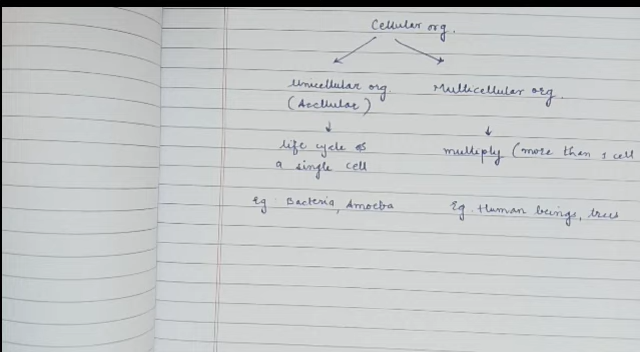 Cellular org.
Unicellular org. Multicellular org.
(Acellular)
life cycle of multiply (more than 1 cell
a single cell
Eg. Bacteria, Amoeba Eg. Human beings, trees